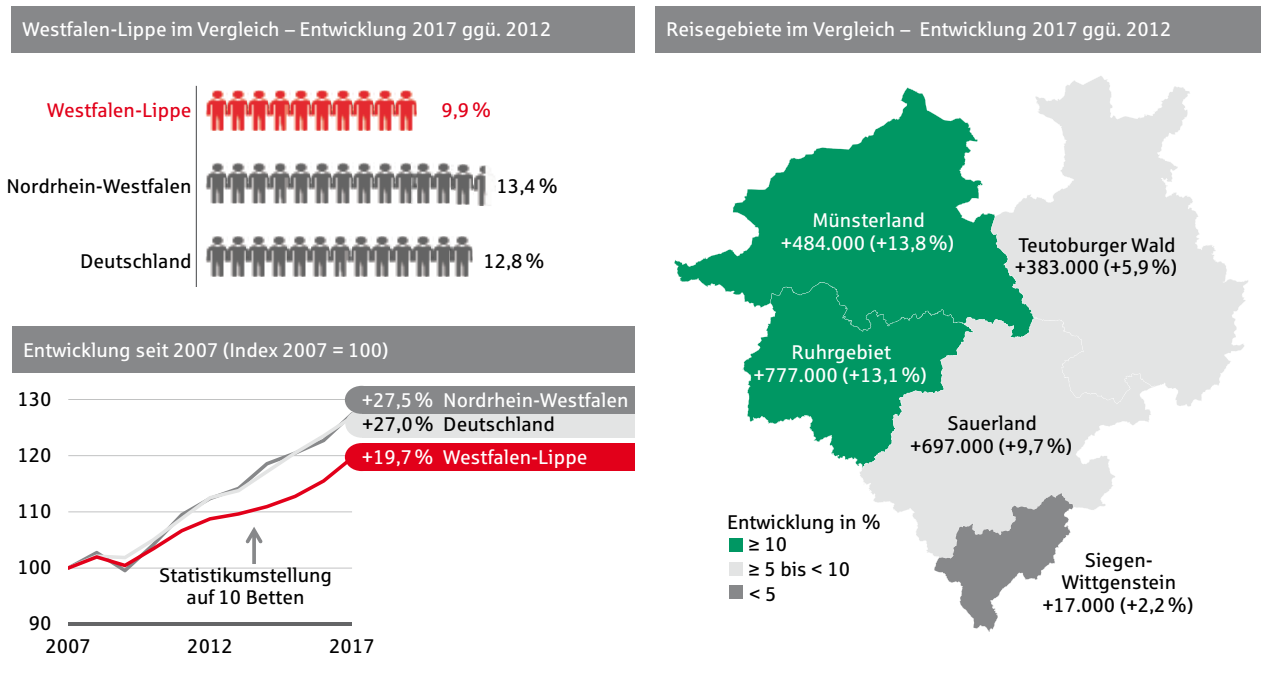 Westfalen-Lippe im Vergleich – Entwicklung 2017 ggü. 2012
Westfalen-Lippe
9,9 %
Nordrhein-Westfalen
13,4 %
Deutschland
12,8 %
Entwicklung seit 2007 (Index 2007 = 100)
130
120
110
100
90
+27,5 % Nordrhein-Westfalen
+27,0 % Deutschland
+19,7 % Westfalen-Lippe
Statistikumstellung
auf 10 Betten
2007
2012
2017
Reisegebiete im Vergleich – Entwicklung 2017 ggü. 2012
Münsterland
+484.000 (+13,8 %)
Teutoburger Wald
+383.000 (+5,9 %)
Ruhrgebiet
+777.000 (+13,1 %)
Sauerland
+697.000 (+9,7 %)
Siegen-
Wittgenstein
+17.000 (+2,2 %)
Entwicklung in %
≥ 10
≥ 5 bis < 10
< 5